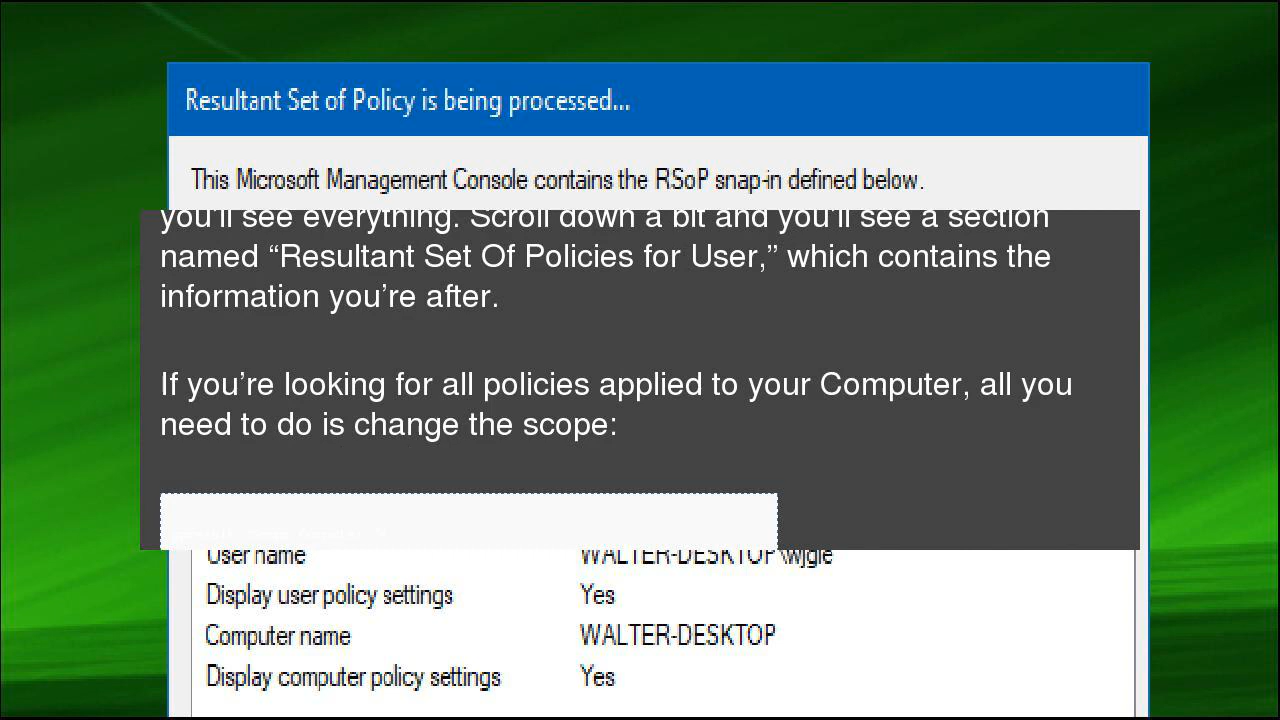 Resultant Set of Policy is being processed...
This Microsoft Management Console contains the RSoP snap-in defined below.
you'll see everything. Scroll down a bit and you'll see a section
named “Resultant Set Of Policies for User,” which contains the
information you’re after.
If you’re looking for all policies applied to your Computer, all you
need to do is change the scope:
User name WALTER-DESKTOP\wjgle
Display user policy settings Yes
Computer name WALTER-DESKTOP
Display computer policy settings Yes